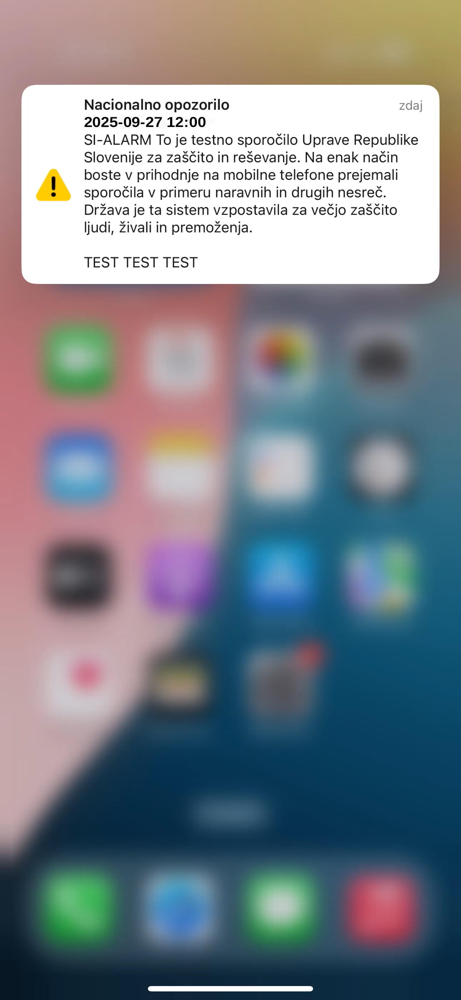 Nacionalno opozorilo
zdaj
2025-09-27 12:00
SI-ALARM To je testno sporočilo Uprave Republike
Slovenije za zaščito in reševanje. Na enak način
boste v prihodnje na mobilne telefone prejemali
sporočila v primeru naravnih in drugih nesreč.
Država je ta sistem vzpostavila za večjo zaščito
ljudi, živali in premoženja.
TEST TEST TEST